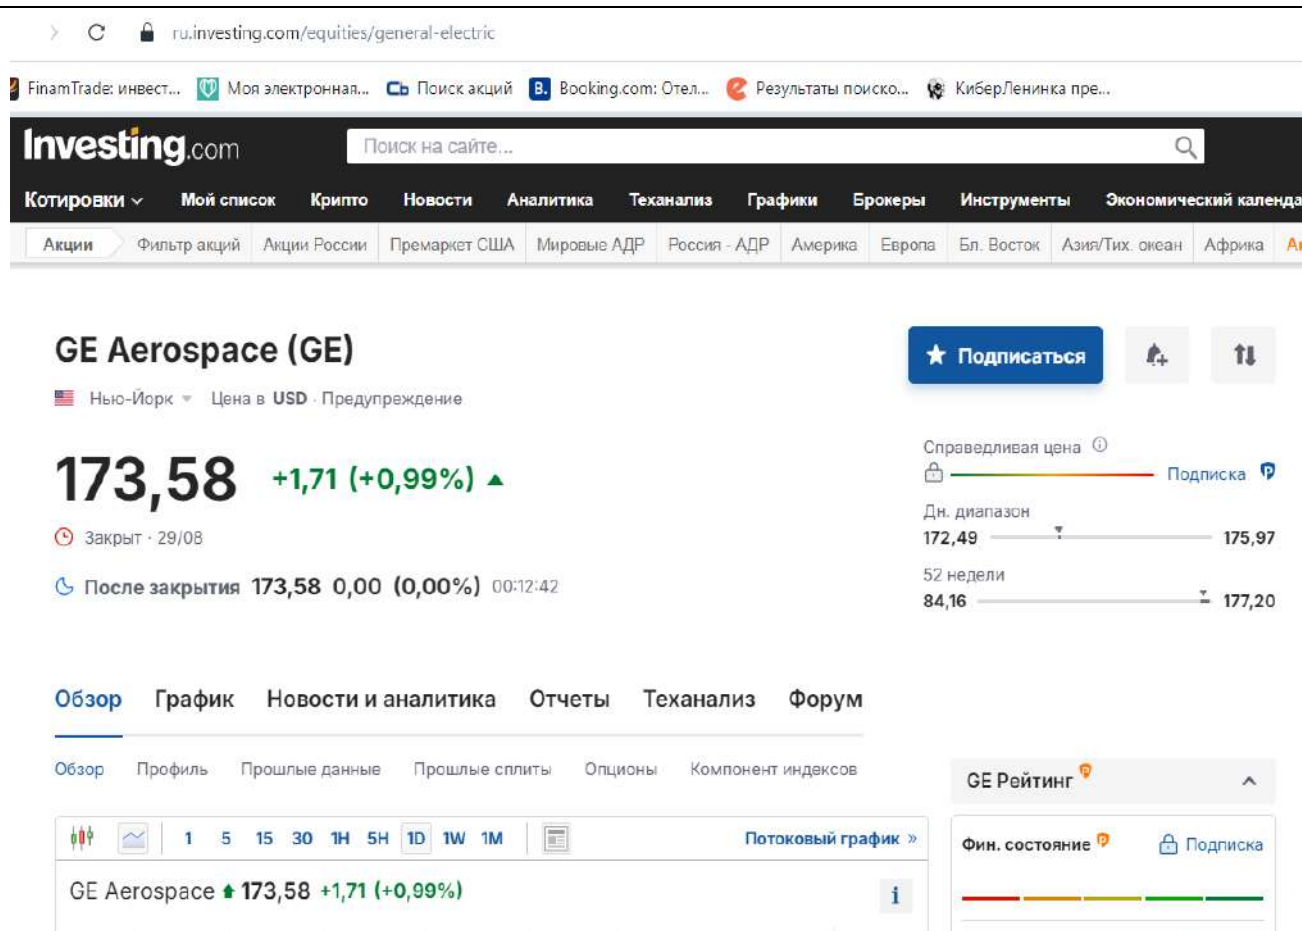 ru.investing.com/equities/general-electric
FinamTrade: инвест... Моя электронная... Сь Поиск акций B. Booking.com: Отел... Результаты поиско... КиберЛенинка пре...
Investing.com Поиск на сайте...
Котировки Мой список Крипто Новости Аналитика Теханализ Графики Брокеры Инструменты Экономический календа
Акции Фильтр акций Акции России Премаркет США Мировые АДР Россия - АДР Америка Европа Бл. Восток Азия/Тих. океан Африка
GE Aerospace (GE)
Подписаться
Нью-Йорк Цена в USD · Предупреждение
173,58 +1,71 (+0,99%)
Закрыт · 29/08
После закрытия 173,58 0,00 (0,00%) 00:12:42
Справедливая цена
Подписка
Дн. диапазон
172,49 175,97
52 недели
84,16 177,20
Обзор График Новости и аналитика Отчеты Теханализ Форум
Обзор Профиль Прошлые данные Прошлые сплиты Опционы Компонент индексов
1 5 15 30 1H 5H 1D 1W 1M Потоковый график »
GE Aerospace 173,58 +1,71 (+0,99%) i
GE Рейтинг
Фин. состояние Подписка